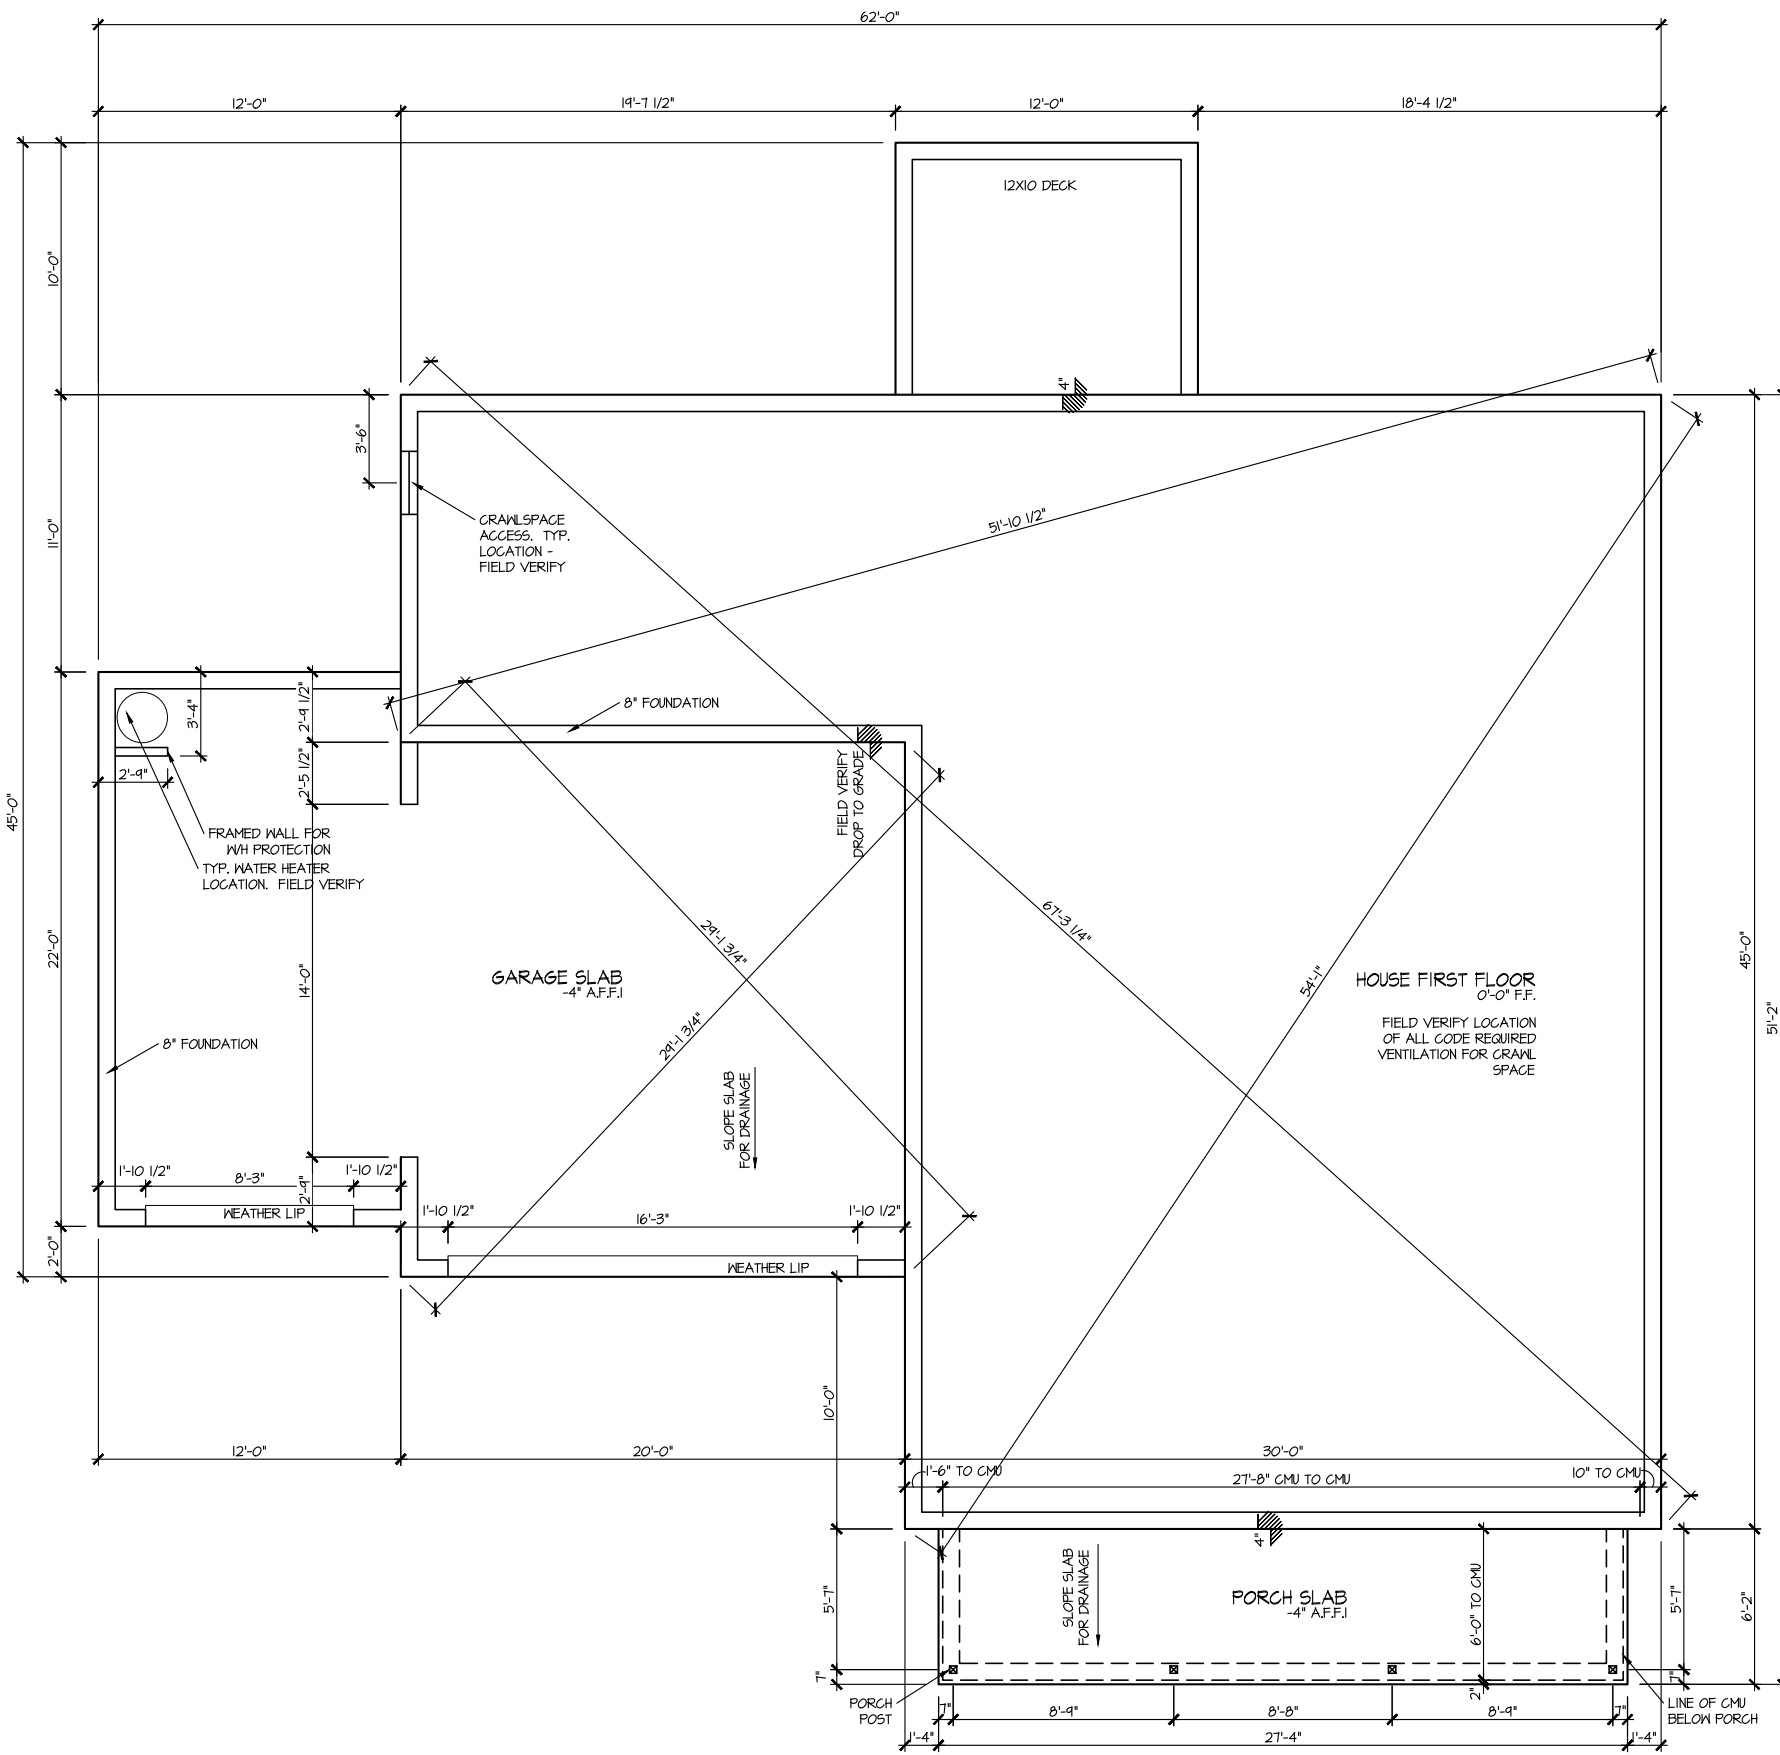 62'-0"
12'-0"
19'-7 1/2"
12'-0"
18'-4 1/2"
12X10 DECK
10'-0"
4"
3'-6"
CRAWLSPACE
ACCESS. TYP.
LOCATION -
FIELD VERIFY
11'-0"
51'-10 1/2"
8" FOUNDATION
3'-4"
2'-9 1/2"
2'-5 1/2"
2'-9"
45'-0"
FRAMED WALL FOR
W/H PROTECTION
TYP. WATER HEATER
LOCATION. FIELD VERIFY
FIELD VERIFY
DROP TO GRADE
22'-0"
14'-0"
GARAGE SLAB
-4" A.F.F.1
29'-1 3/4"
29'-1 3/4"
67'-3 1/4"
54'-1"
HOUSE FIRST FLOOR
0'-0" F.F.
FIELD VERIFY LOCATION
OF ALL CODE REQUIRED
VENTILATION FOR CRAWL
SPACE
45'-0"
51'-2"
8" FOUNDATION
SLOPE SLAB
FOR DRAINAGE
1'-10 1/2"
8'-3"
1'-10 1/2"
2'-9"
WEATHER LIP
1'-10 1/2"
16'-3"
1'-10 1/2"
2'-0"
WEATHER LIP
10'-0"
12'-0"
20'-0"
30'-0"
1'-6" TO CMU
27'-8" CMU TO CMU
10" TO CMU
4"
SLOPE SLAB
FOR DRAINAGE
PORCH SLAB
-4" A.F.F.1
6'-0" TO CMU
5'-7"
5'-7"
6'-2"
7"
2"
7"
PORCH
POST
LINE OF CMU
BELOW PORCH
7"
8'-9"
8'-8"
8'-9"
7"
1'-4"
27'-4"
1'-4"